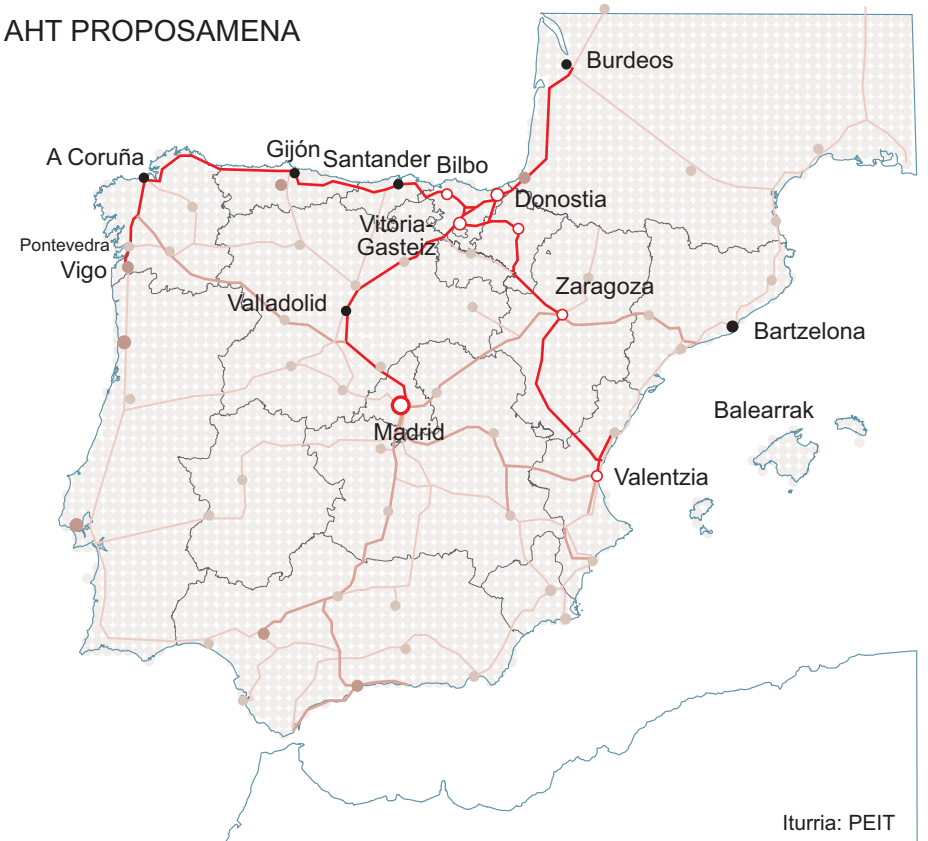 AHT PROPOSAMENA
Burdeos
A Coruña
Gijón
Santander
Bilbo
Donostia
Vitoria-
Gasteiz
Pontevedra
Vigo
Zaragoza
Valladolid
Bartzelona
Balearrak
Madrid
Valentzia
Iturria: PEIT